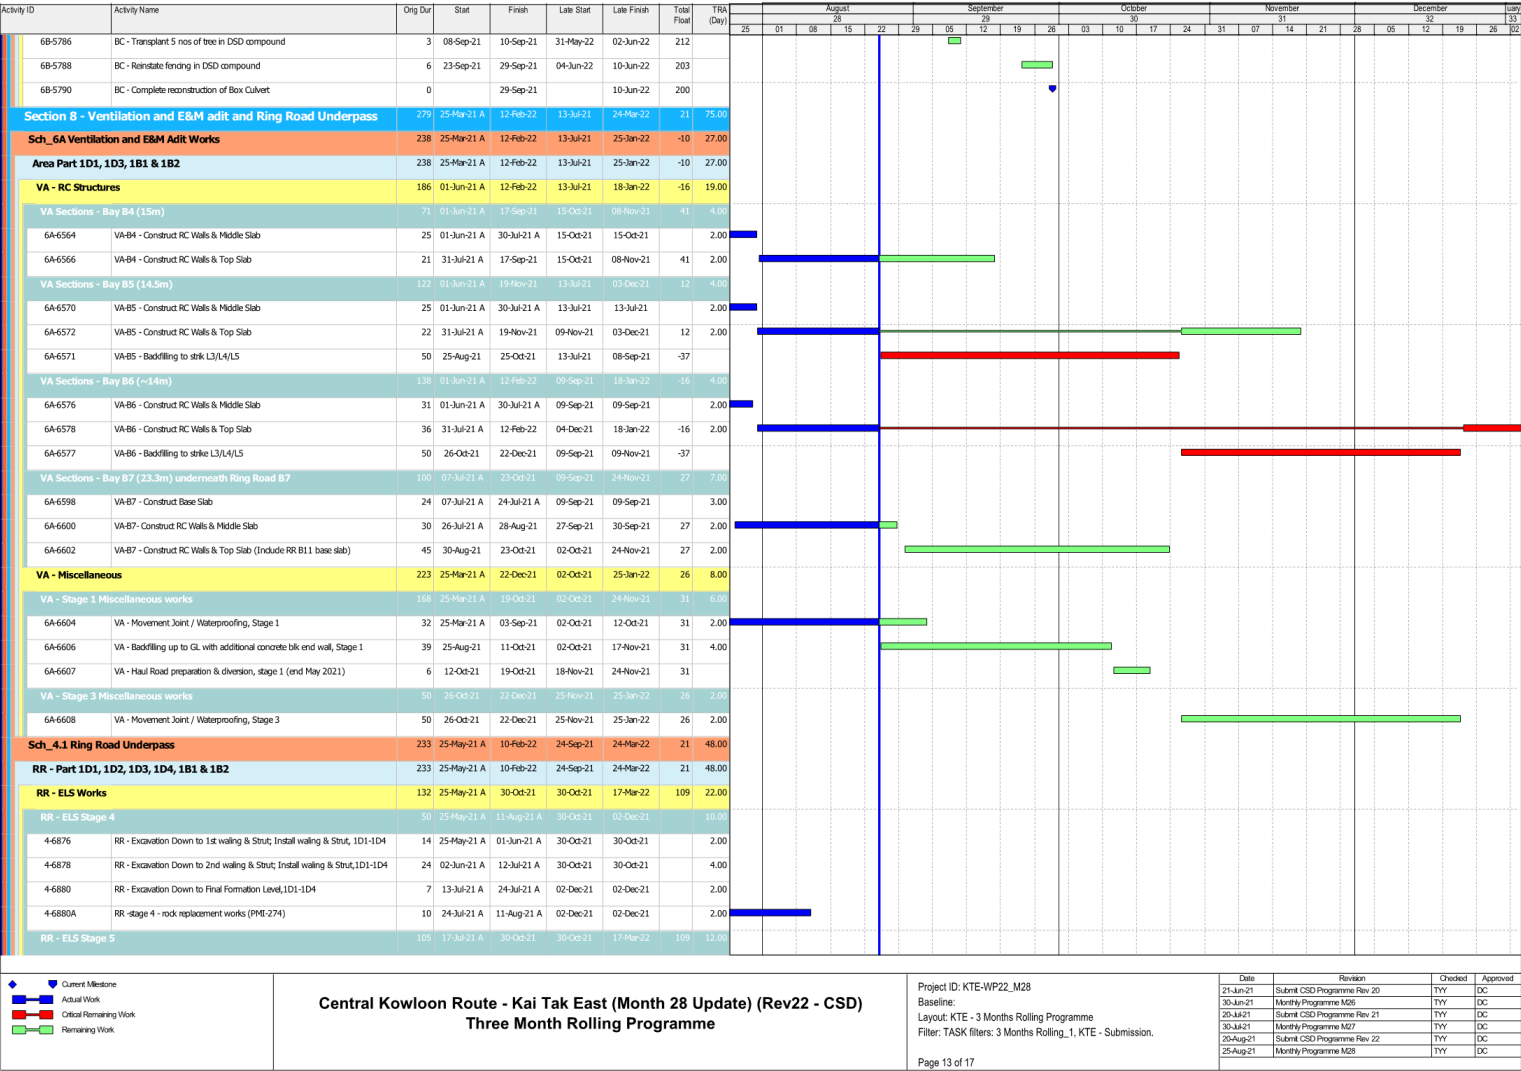 Activity ID Activity Name Orig Dur Start Finish Late Start Late Finish Total Float TRA (Day) August September October November December uary
28 29 30 31 32 33
25 01 08 15 22 29 05 12 19 26 03 10 17 24 31 07 14 21 28 05 12 19 26 02
6B-5786 BC - Transplant 5 nos of tree in DSD compound 3 08-Sep-21 10-Sep-21 31-May-22 02-Jun-22 212
6B-5788 BC - Reinstate fencing in DSD compound 6 23-Sep-21 29-Sep-21 04-Jun-22 10-Jun-22 203
6B-5790 BC - Complete reconstruction of Box Culvert 0 29-Sep-21 10-Jun-22 200
Section 8 - Ventilation and E&M adit and Ring Road Underpass 279 25-Mar-21 A 12-Feb-22 13-Jul-21 24-Mar-22 21 75.00
Sch_6A Ventilation and E&M Adit Works 238 25-Mar-21 A 12-Feb-22 13-Jul-21 25-Jan-22 -10 27.00
Area Part 1D1, 1D3, 1B1 & 1B2 238 25-Mar-21 A 12-Feb-22 13-Jul-21 25-Jan-22 -10 27.00
VA - RC Structures 186 01-Jun-21 A 12-Feb-22 13-Jul-21 18-Jan-22 -16 19.00
VA Sections - Bay B4 (15m) 71 01-Jun-21 A 17-Sep-21 15-Oct-21 08-Nov-21 41 4.00
6A-6564 VA-B4 - Construct RC Walls & Middle Slab 25 01-Jun-21 A 30-Jul-21 A 15-Oct-21 15-Oct-21 2.00
6A-6566 VA-B4 - Construct RC Walls & Top Slab 21 31-Jul-21 A 17-Sep-21 15-Oct-21 08-Nov-21 41 2.00
VA Sections - Bay B5 (14.5m) 122 01-Jun-21 A 19-Nov-21 13-Jul-21 03-Dec-21 12 4.00
6A-6570 VA-B5 - Construct RC Walls & Middle Slab 25 01-Jun-21 A 30-Jul-21 A 13-Jul-21 13-Jul-21 2.00
6A-6572 VA-B5 - Construct RC Walls & Top Slab 22 31-Jul-21 A 19-Nov-21 09-Nov-21 03-Dec-21 12 2.00
6A-6571 VA-B5 - Backfilling to strik L3/L4/L5 50 25-Aug-21 25-Oct-21 13-Jul-21 08-Sep-21 -37
VA Sections - Bay B6 (~14m) 138 01-Jun-21 A 12-Feb-22 09-Sep-21 18-Jan-22 -16 4.00
6A-6576 VA-B6 - Construct RC Walls & Middle Slab 31 01-Jun-21 A 30-Jul-21 A 09-Sep-21 09-Sep-21 2.00
6A-6578 VA-B6 - Construct RC Walls & Top Slab 36 31-Jul-21 A 12-Feb-22 04-Dec-21 18-Jan-22 -16 2.00
6A-6577 VA-B6 - Backfilling to strike L3/L4/L5 50 26-Oct-21 22-Dec-21 09-Sep-21 09-Nov-21 -37
VA Sections - Bay B7 (23.3m) underneath Ring Road B7 100 07-Jul-21 A 23-Oct-21 09-Sep-21 24-Nov-21 27 7.00
6A-6598 VA-B7 - Construct Base Slab 24 07-Jul-21 A 24-Jul-21 A 09-Sep-21 09-Sep-21 3.00
6A-6600 VA-B7- Construct RC Walls & Middle Slab 30 26-Jul-21 A 28-Aug-21 27-Sep-21 30-Sep-21 27 2.00
6A-6602 VA-B7 - Construct RC Walls & Top Slab (Include RR B11 base slab) 45 30-Aug-21 23-Oct-21 02-Oct-21 24-Nov-21 27 2.00
VA - Miscellaneous 223 25-Mar-21 A 22-Dec-21 02-Oct-21 25-Jan-22 26 8.00
VA - Stage 1 Miscellaneous works 168 25-Mar-21 A 19-Oct-21 02-Oct-21 24-Nov-21 31 6.00
6A-6604 VA - Movement Joint / Waterproofing, Stage 1 32 25-Mar-21 A 03-Sep-21 02-Oct-21 12-Oct-21 31 2.00
6A-6606 VA - Backfilling up to GL with additional concrete blk end wall, Stage 1 39 25-Aug-21 11-Oct-21 02-Oct-21 17-Nov-21 31 4.00
6A-6607 VA - Haul Road preparation & diversion, stage 1 (end May 2021) 6 12-Oct-21 19-Oct-21 18-Nov-21 24-Nov-21 31
VA - Stage 3 Miscellaneous works 50 26-Oct-21 22-Dec-21 25-Nov-21 25-Jan-22 26 2.00
6A-6608 VA - Movement Joint / Waterproofing, Stage 3 50 26-Oct-21 22-Dec-21 25-Nov-21 25-Jan-22 26 2.00
Sch_4.1 Ring Road Underpass 233 25-May-21 A 10-Feb-22 24-Sep-21 24-Mar-22 21 48.00
RR - Part 1D1, 1D2, 1D3, 1D4, 1B1 & 1B2 233 25-May-21 A 10-Feb-22 24-Sep-21 24-Mar-22 21 48.00
RR - ELS Works 132 25-May-21 A 30-Oct-21 30-Oct-21 17-Mar-22 109 22.00
RR - ELS Stage 4 50 25-May-21 A 11-Aug-21 A 30-Oct-21 02-Dec-21 10.00
4-6876 RR - Excavation Down to 1st waling & Strut; Install waling & Strut, 1D1-1D4 14 25-May-21 A 01-Jun-21 A 30-Oct-21 30-Oct-21 2.00
4-6878 RR - Excavation Down to 2nd waling & Strut; Install waling & Strut,1D1-1D4 24 02-Jun-21 A 12-Jul-21 A 30-Oct-21 30-Oct-21 4.00
4-6880 RR - Excavation Down to Final Formation Level,1D1-1D4 7 13-Jul-21 A 24-Jul-21 A 02-Dec-21 02-Dec-21 2.00
4-6880A RR -stage 4 - rock replacement works (PMI-274) 10 24-Jul-21 A 11-Aug-21 A 02-Dec-21 02-Dec-21 2.00
RR - ELS Stage 5 105 17-Jul-21 A 30-Oct-21 30-Oct-21 17-Mar-22 109 12.00
Current Milestone
Actual Work
Critical Remaining Work
Remaining Work
Central Kowloon Route - Kai Tak East (Month 28 Update) (Rev22 - CSD)
Three Month Rolling Programme
Project ID: KTE-WP22_M28
Baseline:
Layout: KTE - 3 Months Rolling Programme
Filter: TASK filters: 3 Months Rolling_1, KTE - Submission.
Page 13 of 17
Date Revision Checked Approved
21-Jun-21 Submit CSD Programme Rev 20 TYY DC
30-Jun-21 Monthly Programme M26 TYY DC
20-Jul-21 Submit CSD Programme Rev 21 TYY DC
30-Jul-21 Monthly Programme M27 TYY DC
20-Aug-21 Submit CSD Programme Rev 22 TYY DC
25-Aug-21 Monthly Programme M28 TYY DC